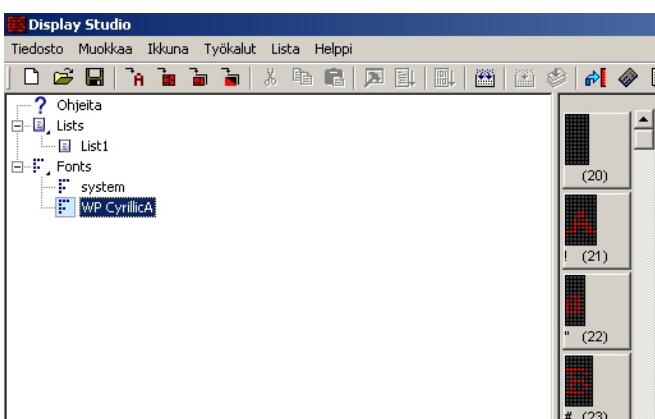 Display Studio
Tiedosto Muokkaa Ikkuna Työkalut Lista Helppi
? Ohjeita
Lists
List1
Fonts
system
WP CyrillicA
(20)
! (21)
" (22)
# (23)